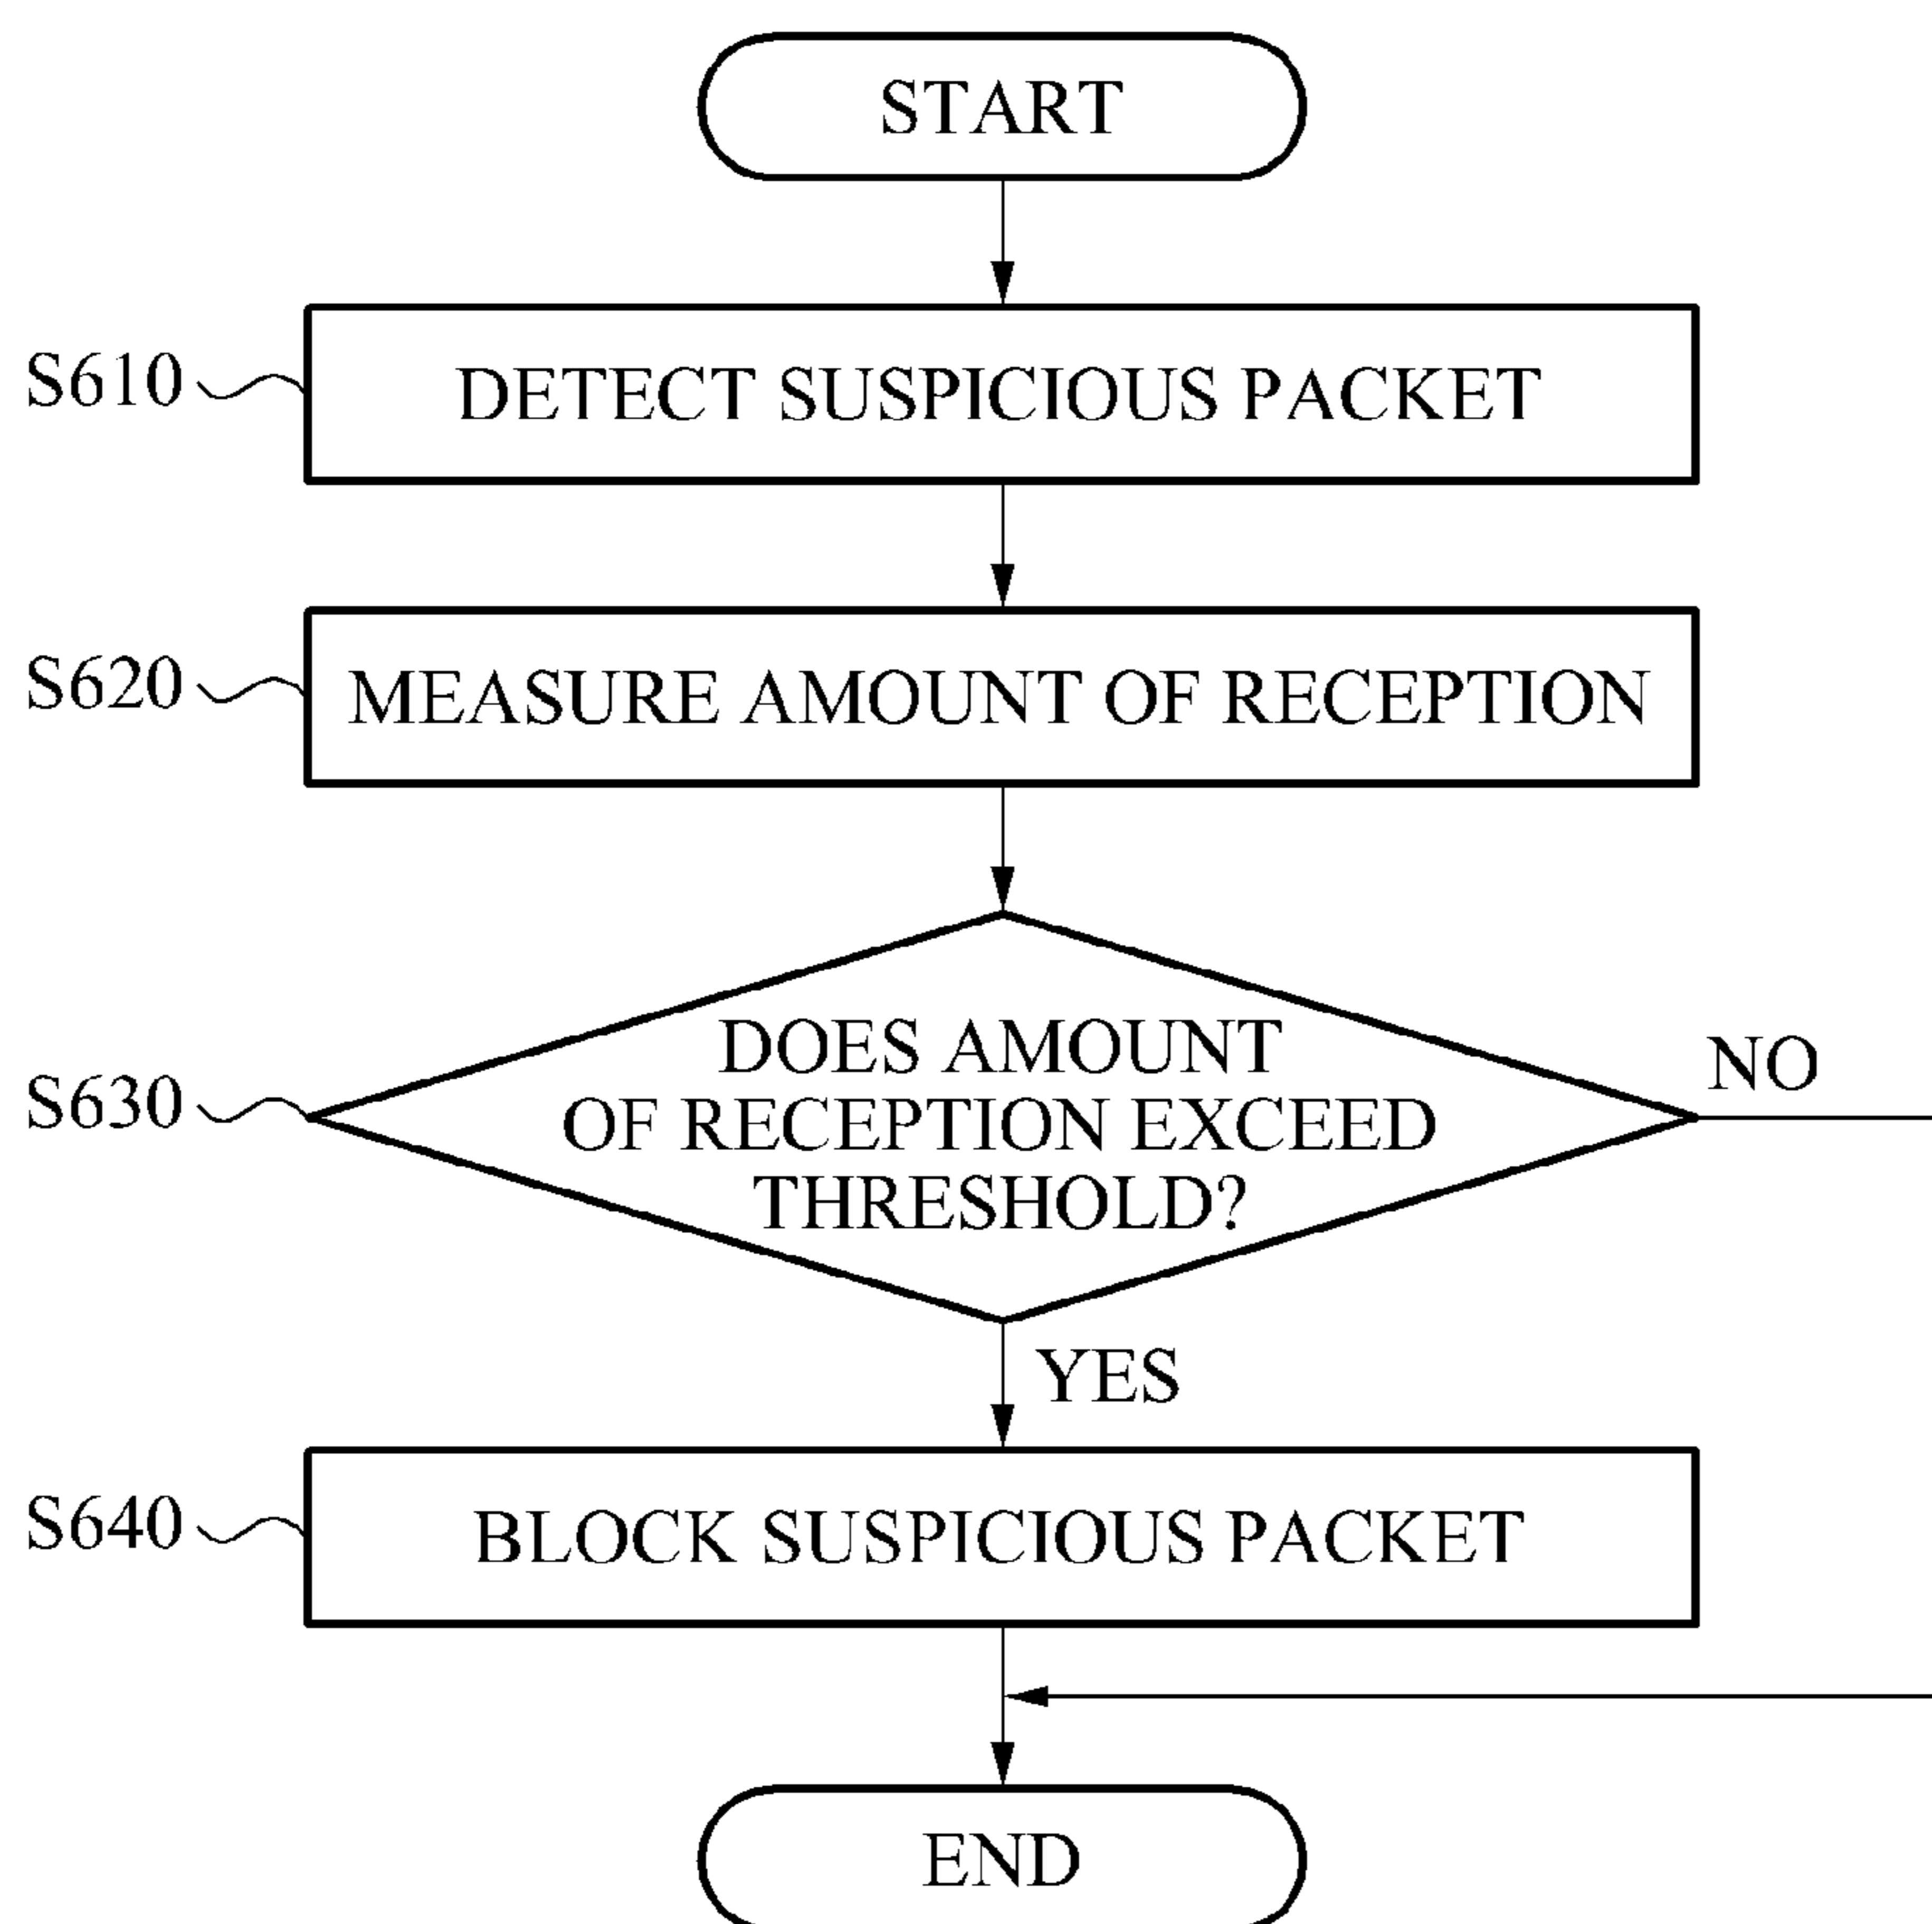 START
S610
DETECT SUSPICIOUS PACKET
S620
MEASURE AMOUNT OF RECEPTION
S630
DOES AMOUNT
OF RECEPTION EXCEED
THRESHOLD?
NO
YES
S640
BLOCK SUSPICIOUS PACKET
END